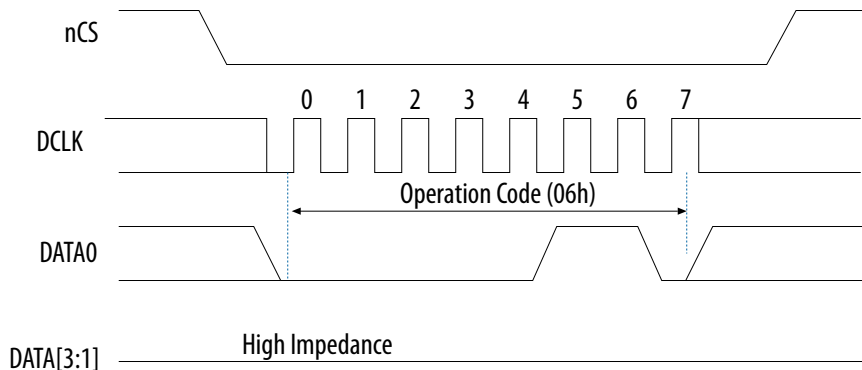 nCS
0 1 2 3 4 5 6 7
DCLK
Operation Code (06h)
DATA0
High Impedance
DATA[3:1]